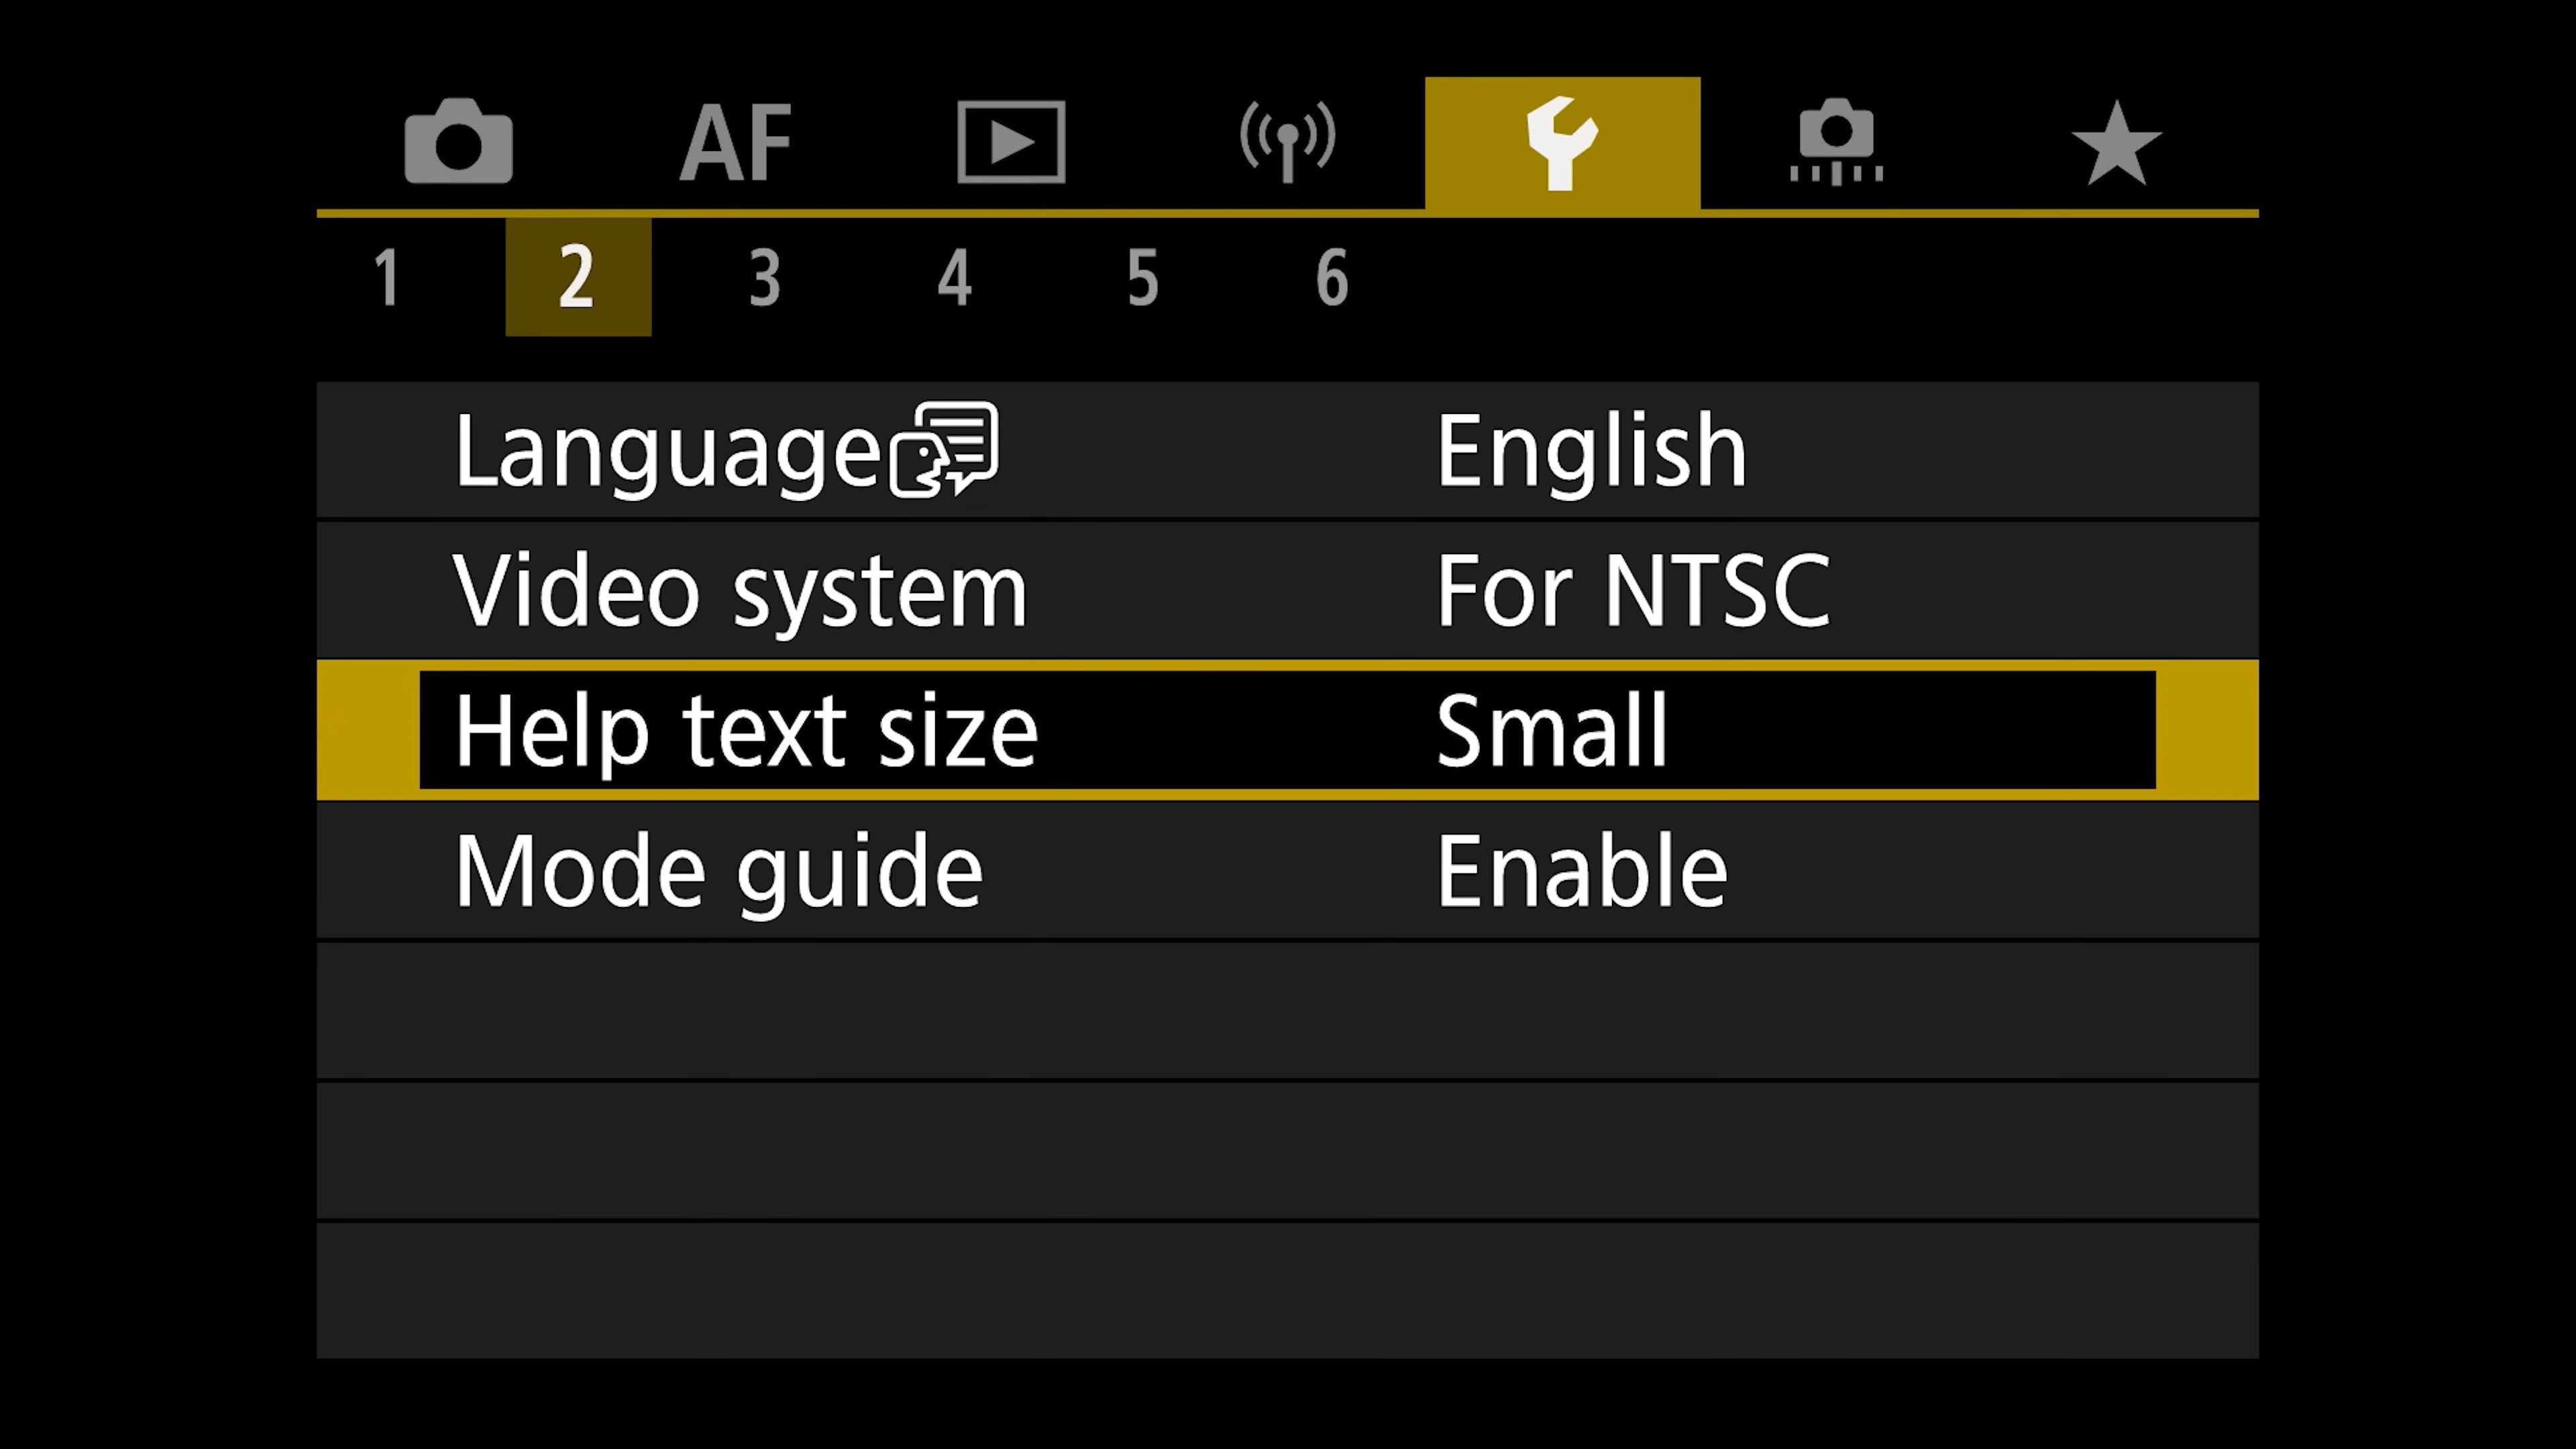 AF
1 2 3 4 5 6
Language English
Video system For NTSC
Help text size Small
Mode guide Enable